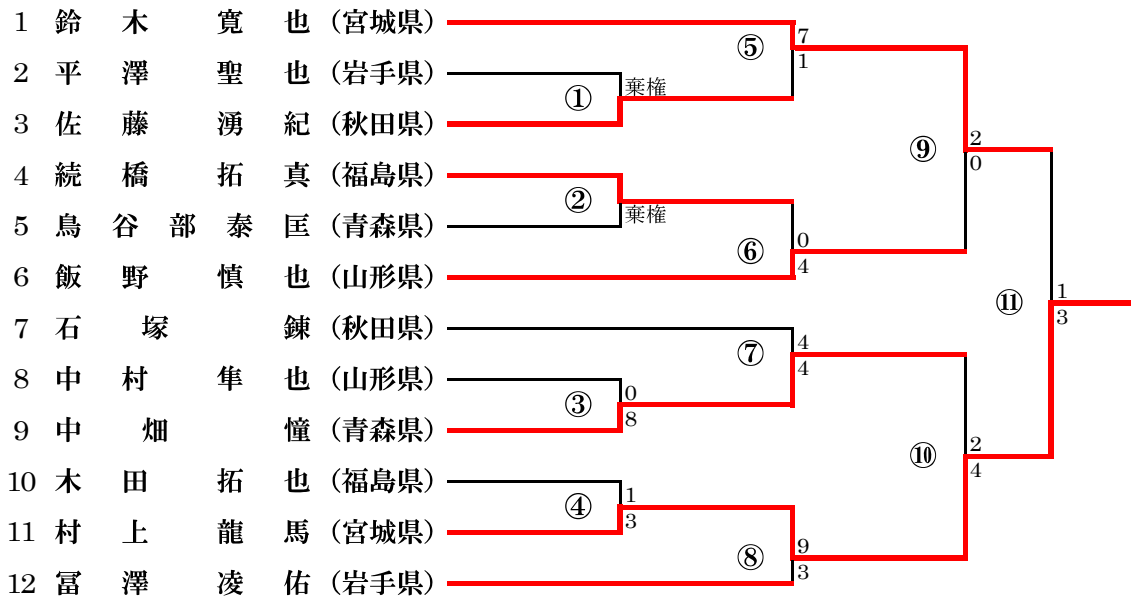 1 鈴木 寛也 (宮城県)
2 平澤 聖也 (岩手県)
3 佐藤 湧紀 (秋田県)
4 続橋 拓真 (福島県)
5 鳥谷部 泰匡 (青森県)
6 飯野 慎也 (山形県)
7 石塚 錬 (秋田県)
8 中村 隼也 (山形県)
9 中畑 憧 (青森県)
10 木田 拓也 (福島県)
11 村上 龍馬 (宮城県)
12 冨澤 凌佑 (岩手県)
① 棄権
② 棄権
③ 0 8
④ 1 3
⑤ 7 1
⑥ 0 4
⑦ 4 4
⑧ 9 3
⑨ 2 0
⑩ 2 4
⑪ 1 3